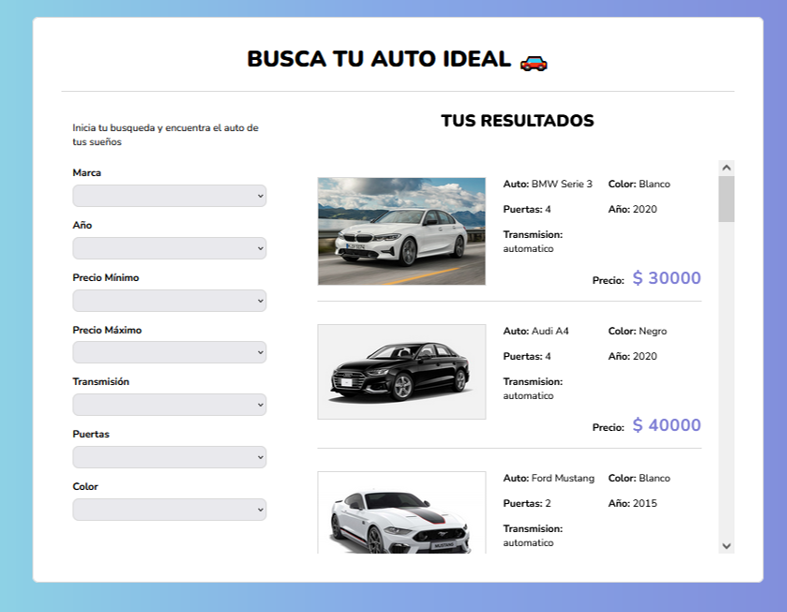 BUSCA TU AUTO IDEAL
Inicia tu busqueda y encuentra el auto de
tus sueños
Marca
Año
Precio Mínimo
Precio Máximo
Transmisión
Puertas
Color
TUS RESULTADOS
Auto: BMW Serie 3 Color: Blanco
Puertas: 4 Año: 2020
Transmision:
automatico
Precio: $ 30000
Auto: Audi A4 Color: Negro
Puertas: 4 Año: 2020
Transmision:
automatico
Precio: $ 40000
Auto: Ford Mustang Color: Blanco
Puertas: 2 Año: 2015
Transmision:
automatico
MUSTANG